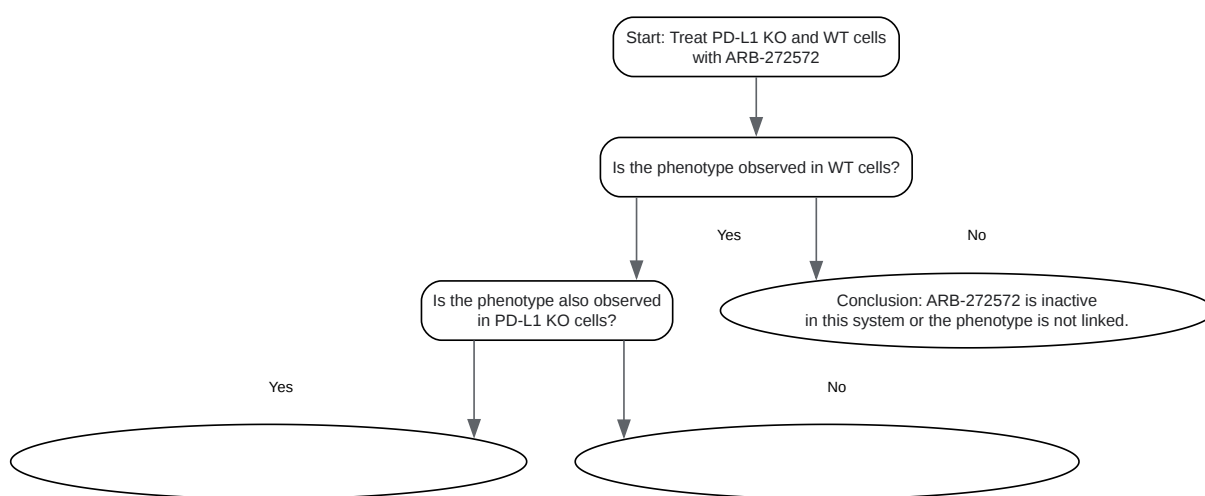 Start: Treat PD-L1 KO and WT cells
with ARB-272572
Is the phenotype observed in WT cells?
Yes
No
Is the phenotype also observed
in PD-L1 KO cells?
Conclusion: ARB-272572 is inactive
in this system or the phenotype is not linked.
Yes
No